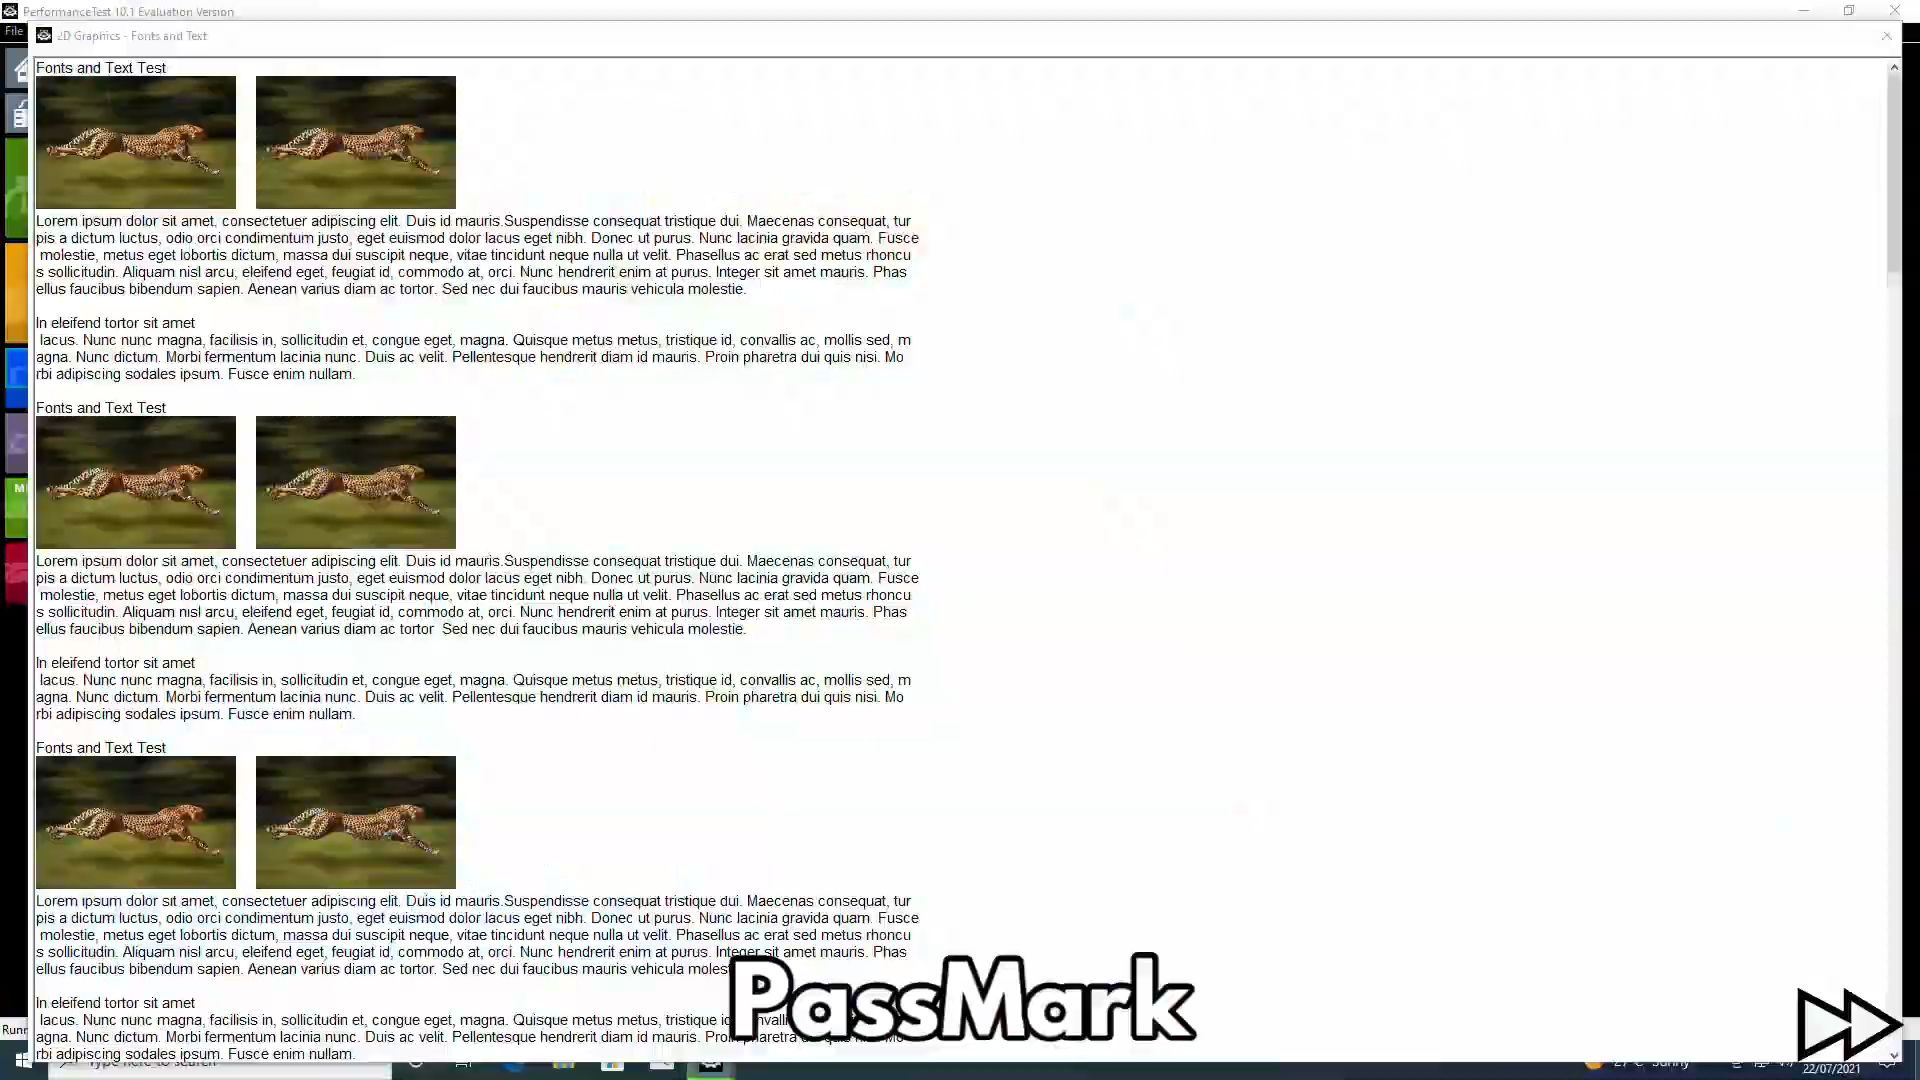 PerformanceTest 10.1 Evaluation Version
File
2D Graphics - Fonts and Text
Fonts and Text Test
Lorem ipsum dolor sit amet, consectetuer adipiscing elit. Duis id mauris.Suspendisse consequat tristique dui. Maecenas consequat, tur
pis a dictum luctus, odio orci condimentum justo, eget euismod dolor lacus eget nibh. Donec ut purus. Nunc lacinia gravida quam. Fusce
molestie, metus eget lobortis dictum, massa dui suscipit neque, vitae tincidunt neque nulla ut velit. Phasellus ac erat sed metus rhoncu
s sollicitudin. Aliquam nisl arcu, eleifend eget, feugiat id, commodo at, orci. Nunc hendrerit enim at purus. Integer sit amet mauris. Phas
ellus faucibus bibendum sapien. Aenean varius diam ac tortor. Sed nec dui faucibus mauris vehicula molestie.
In eleifend tortor sit amet
lacus. Nunc nunc magna, facilisis in, sollicitudin et, congue eget, magna. Quisque metus metus, tristique id, convallis ac, mollis sed, m
agna. Nunc dictum. Morbi fermentum lacinia nunc. Duis ac velit. Pellentesque hendrerit diam id mauris. Proin pharetra dui quis nisi. Mo
rbi adipiscing sodales ipsum. Fusce enim nullam.
Fonts and Text Test
Lorem ipsum dolor sit amet, consectetuer adipiscing elit. Duis id mauris.Suspendisse consequat tristique dui. Maecenas consequat, tur
pis a dictum luctus, odio orci condimentum justo, eget euismod dolor lacus eget nibh. Donec ut purus. Nunc lacinia gravida quam. Fusce
molestie, metus eget lobortis dictum, massa dui suscipit neque, vitae tincidunt neque nulla ut velit. Phasellus ac erat sed metus rhoncu
s sollicitudin. Aliquam nisl arcu, eleifend eget, feugiat id, commodo at, orci. Nunc hendrerit enim at purus. Integer sit amet mauris. Phas
ellus faucibus bibendum sapien. Aenean varius diam ac tortor Sed nec dui faucibus mauris vehicula molestie.
In eleifend tortor sit amet
lacus. Nunc nunc magna, facilisis in, sollicitudin et, congue eget, magna. Quisque metus metus, tristique id, convallis ac, mollis sed, m
agna. Nunc dictum. Morbi fermentum lacinia nunc. Duis ac velit. Pellentesque hendrerit diam id mauris. Proin pharetra dui quis nisi. Mo
rbi adipiscing sodales ipsum. Fusce enim nullam.
Fonts and Text Test
Lorem ipsum dolor sit amet, consectetuer adipiscing elit. Duis id mauris.Suspendisse consequat tristique dui. Maecenas consequat, tur
pis a dictum luctus, odio orci condimentum justo, eget euismod dolor lacus eget nibh. Donec ut purus. Nunc lacinia gravida quam. Fusce
molestie, metus eget lobortis dictum, massa dui suscipit neque, vitae tincidunt neque nulla ut velit. Phasellus ac erat sed metus rhoncu
s sollicitudin. Aliquam nisl arcu, eleifend eget, feugiat id, commodo at, orci. Nunc hendrerit enim at purus. Integer sit amet mauris. Phas
ellus faucibus bibendum sapien. Aenean varius diam ac tortor. Sed nec dui faucibus mauris vehicula
In eleifend tortor sit amet
lacus. Nunc nunc magna, facilisis in, sollicitudin et, congue eget, magna. Quisque metus metus, tristique
agna. Nunc dictum. Morbi fermentum lacinia nunc. Duis ac velit. Pellentesque hendrerit diam id mauris.
rbi adipiscing sodales ipsum. Fusce enim nullam.
PassMark
Type here to search
27°C Sunny
22/07/2021